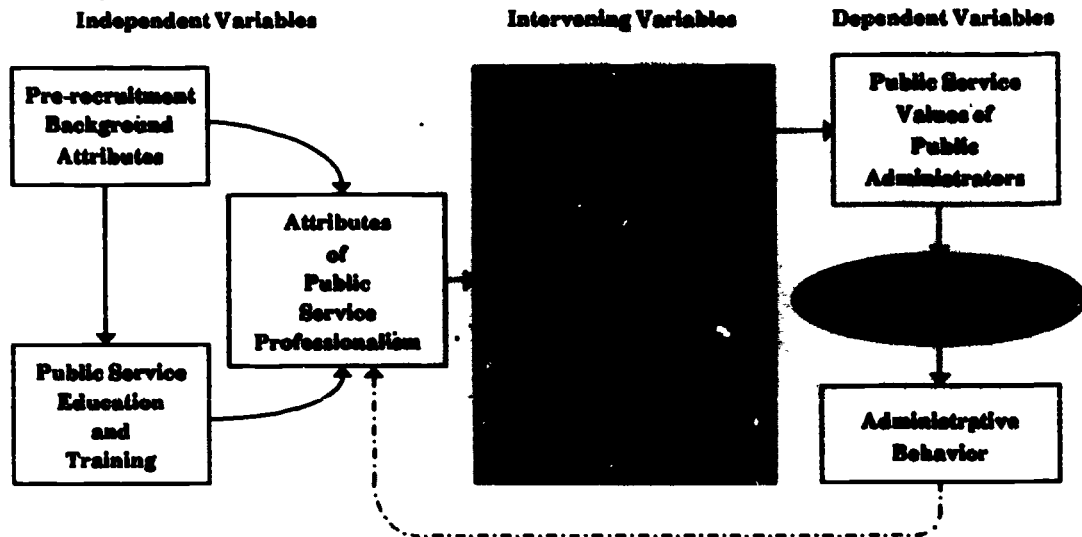 Independent Variables
Intervening Variables
Dependent Variables
Pre-recruitment
Background
Attributes
Public Service
Values of
Public
Administrators
Attributes
of
Public
Service
Professionalism
Public Service
Education
and
Training
Administrative
Behavior